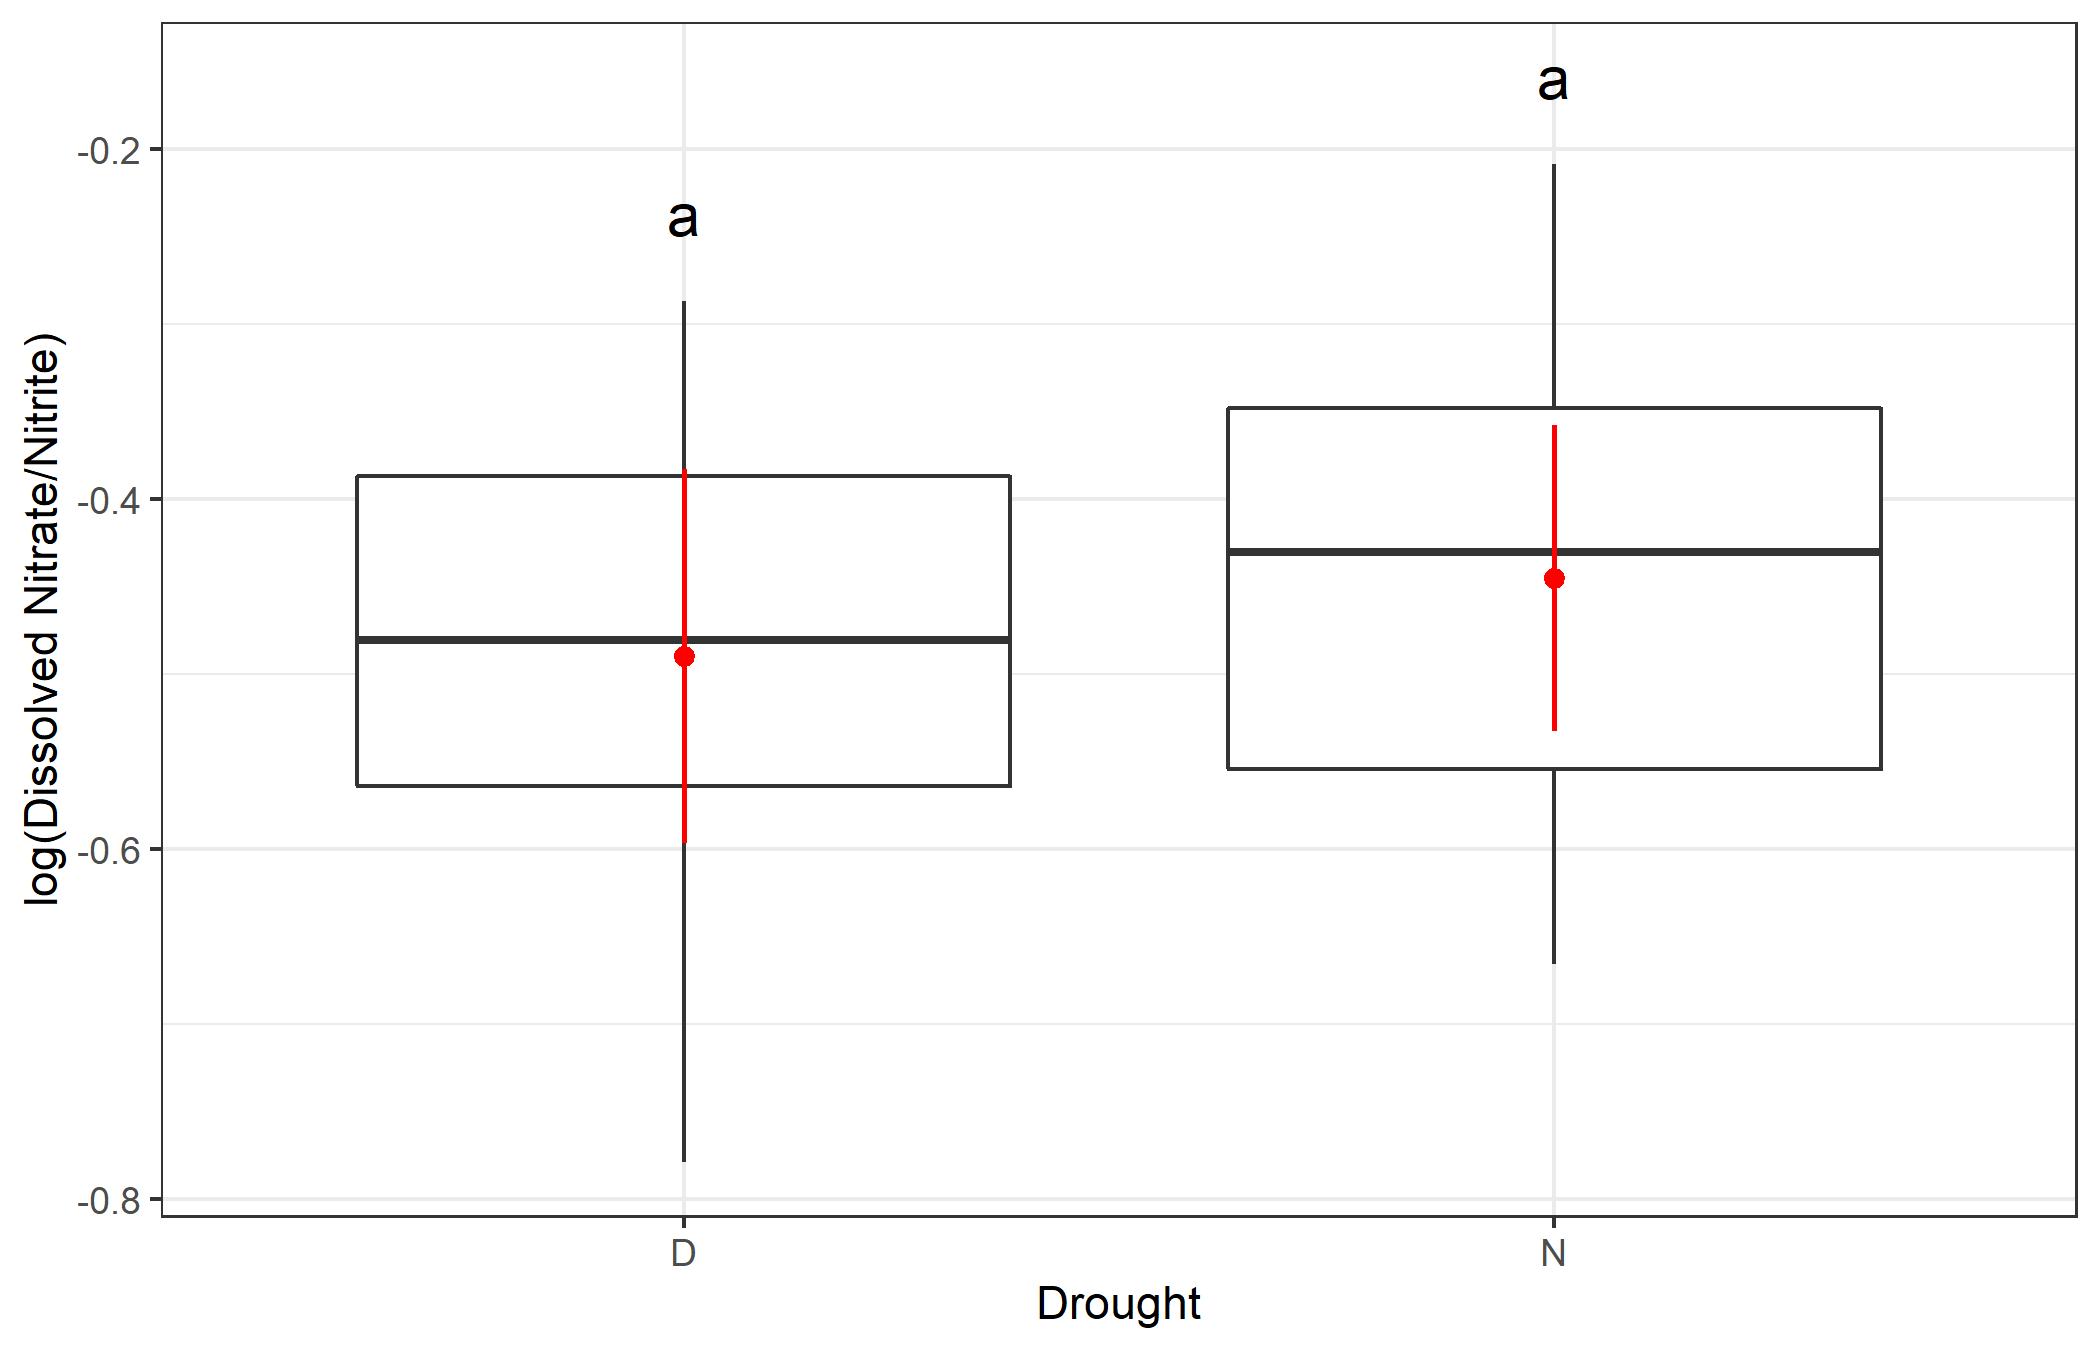 a
a
-0.2
-0.4
-0.6
-0.8
log(Dissolved Nitrate/Nitrite)
D
N
Drought